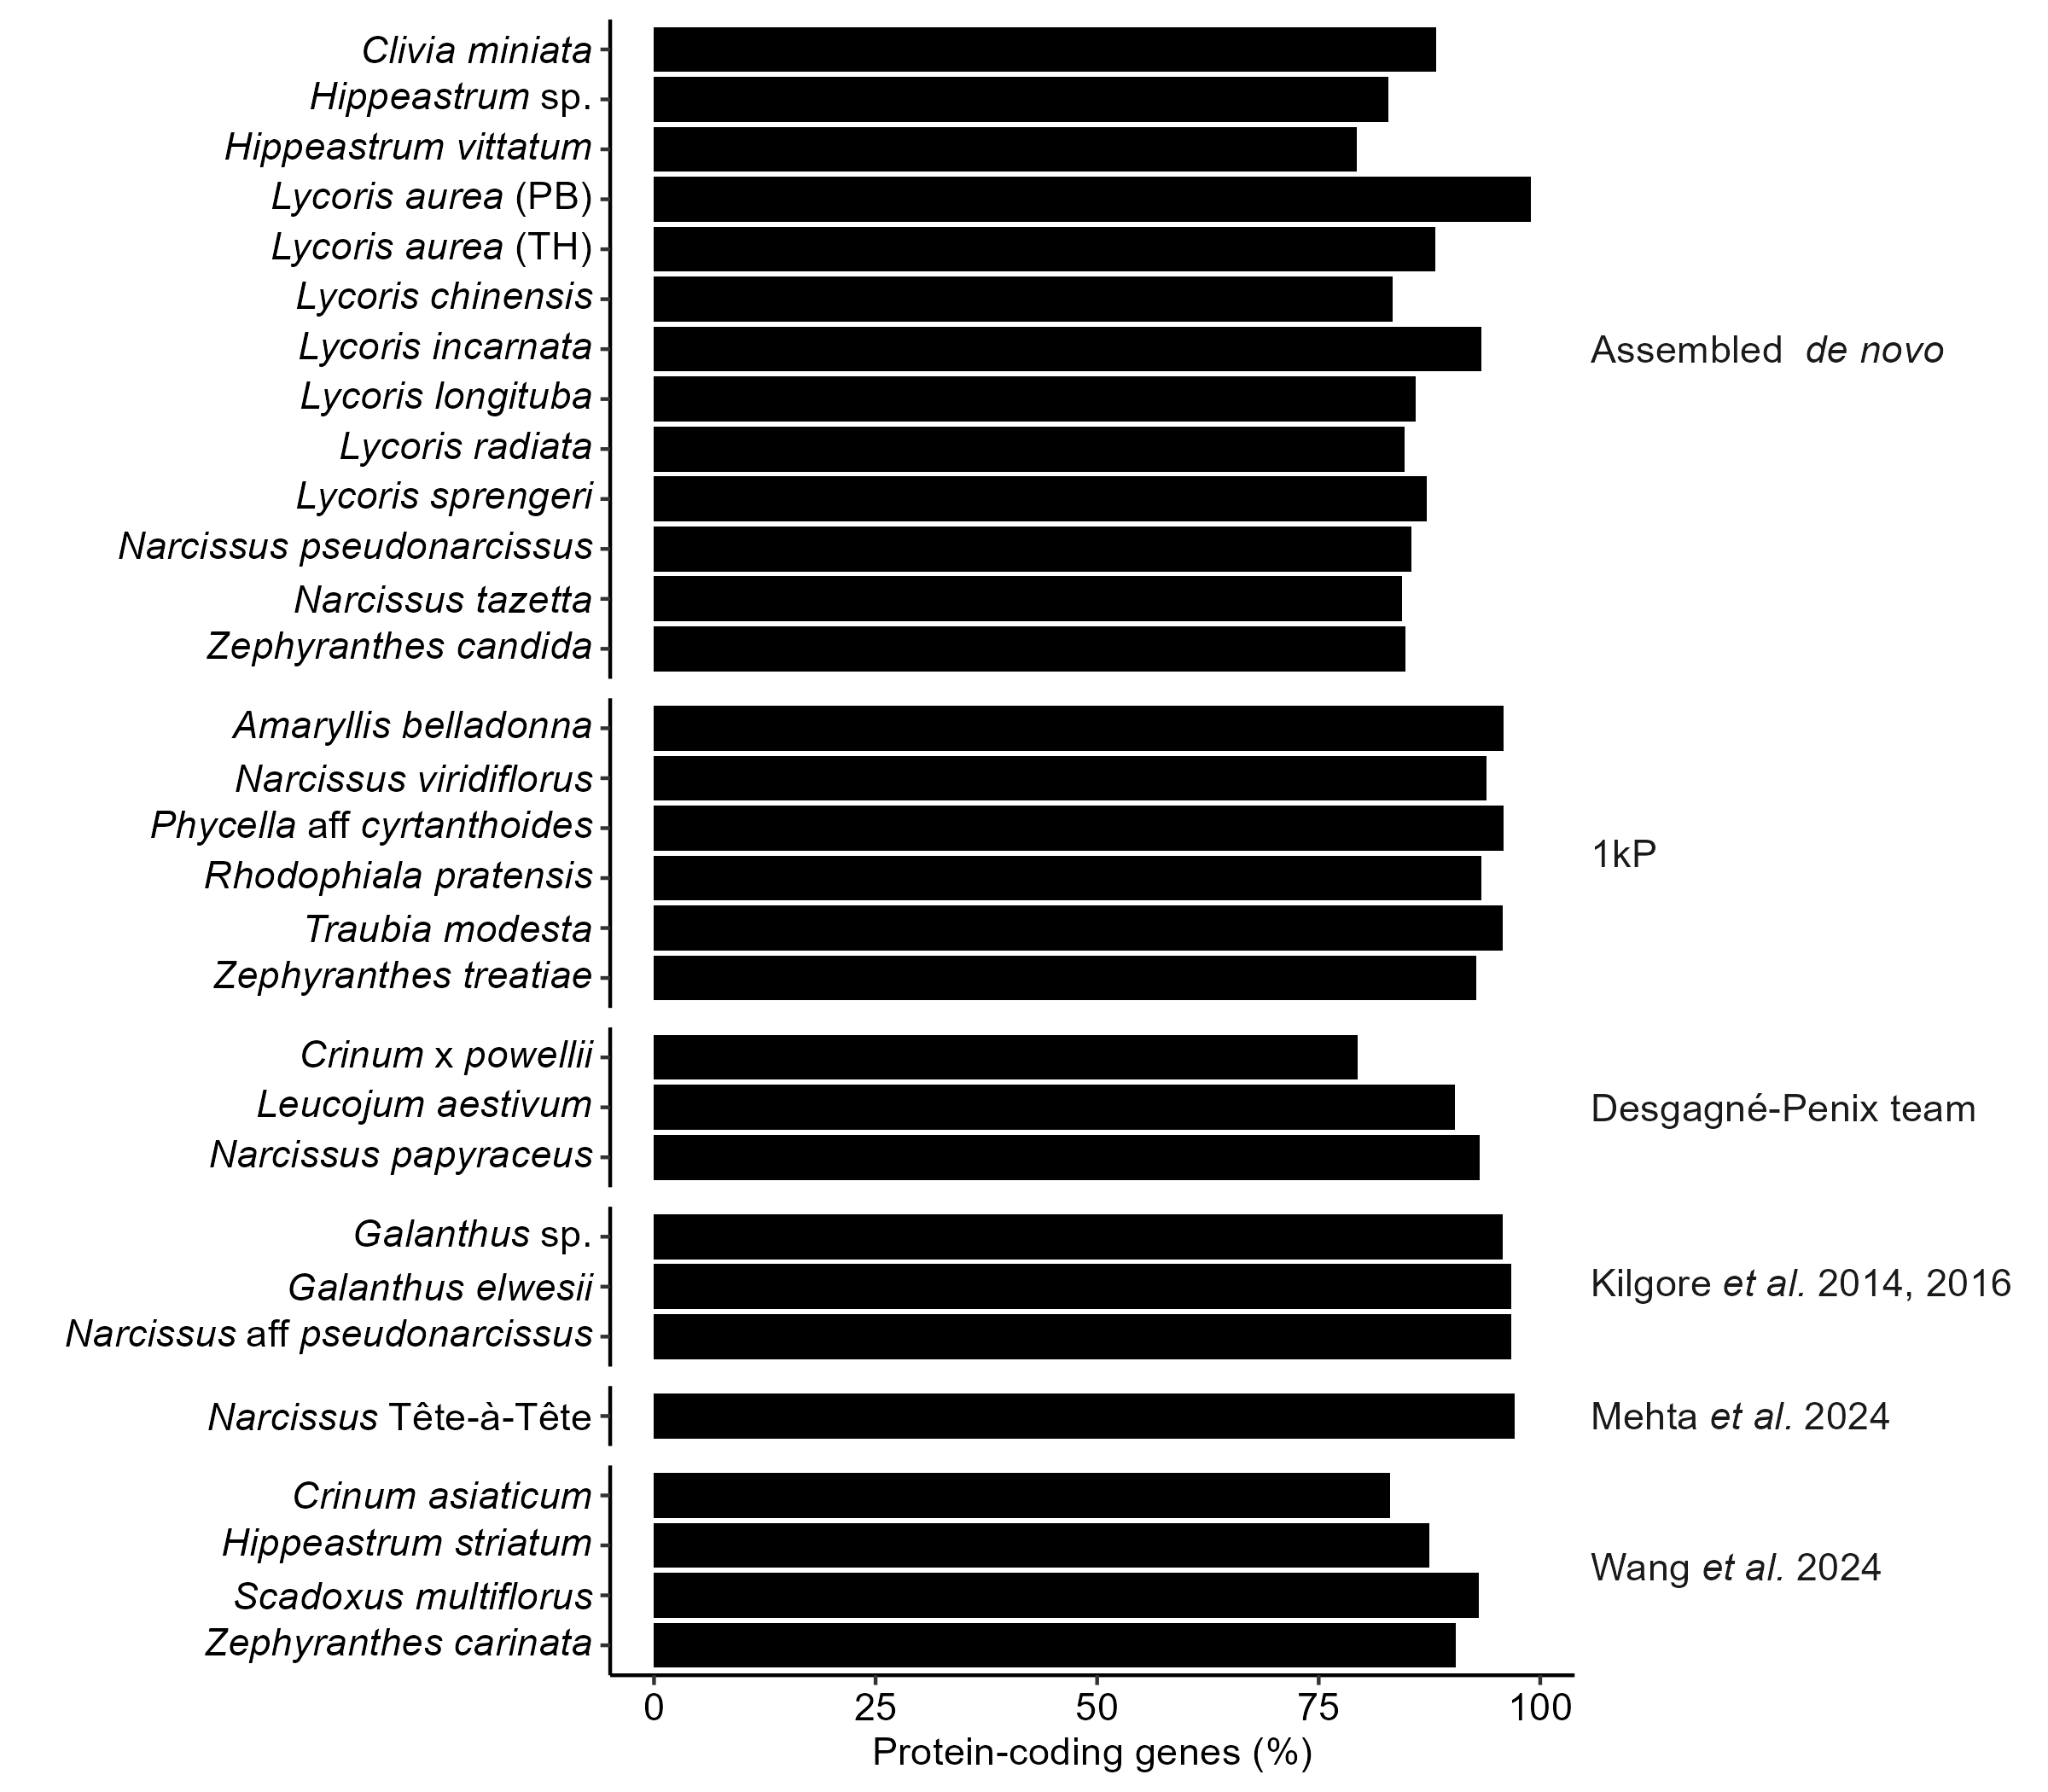 Clivia miniata
Hippeastrum sp.
Hippeastrum vittatum
Lycoris aurea (PB)
Lycoris aurea (TH)
Lycoris chinensis
Lycoris incarnata
Lycoris longituba
Lycoris radiata
Lycoris sprengeri
Narcissus pseudonarcissus
Narcissus tazetta
Zephyranthes candida
Assembled de novo
Amaryllis belladonna
Narcissus viridiflorus
Phycella aff cyrtanthoides
Rhodophiala pratensis
Traubia modesta
Zephyranthes treatiae
1kP
Crinum x powellii
Leucojum aestivum
Narcissus papyraceus
Desgagné-Penix team
Galanthus sp.
Galanthus elwesii
Narcissus aff pseudonarcissus
Kilgore et al. 2014, 2016
Narcissus Tête-à-Tête
Mehta et al. 2024
Crinum asiaticum
Hippeastrum striatum
Scadoxus multiflorus
Zephyranthes carinata
Wang et al. 2024
0 25 50 75 100
Protein-coding genes (%)